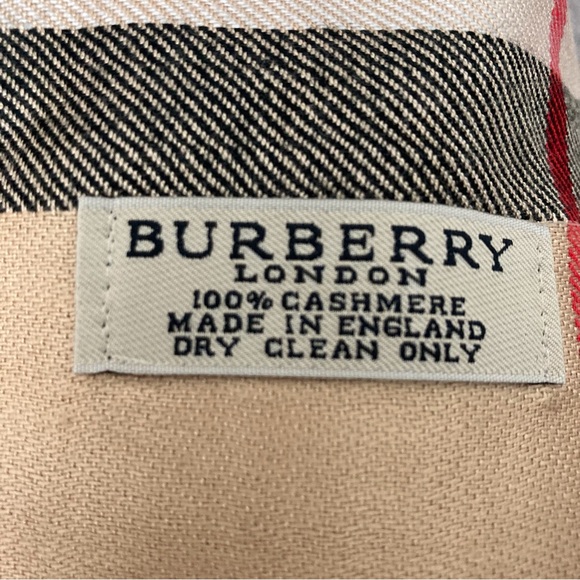 BURBERRY
LONDON
100% CASHMERE
MADE IN ENGLAND
DRY CLEAN ONLY